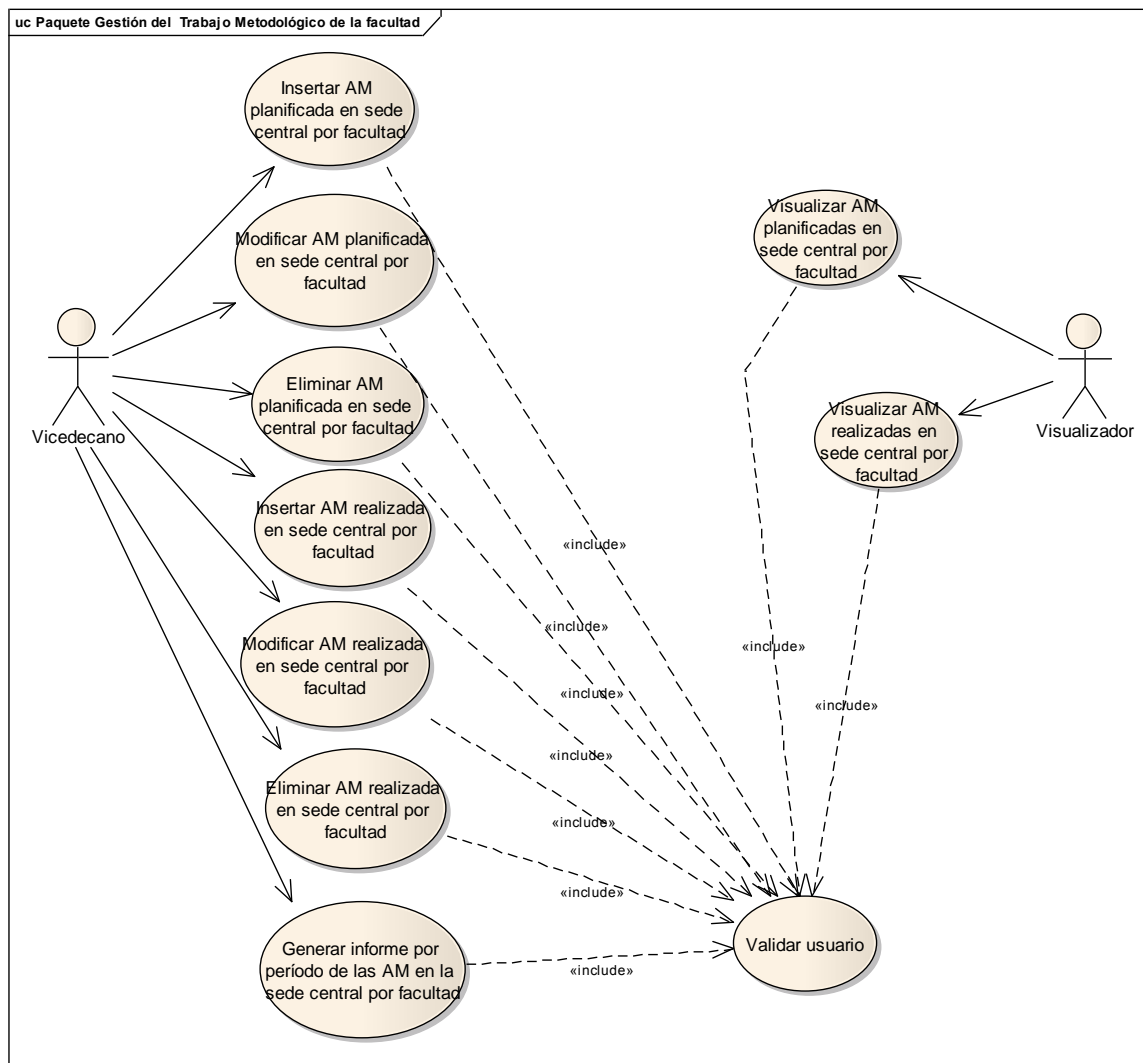 uc Paquete Gestión del  Trabajo Metodológico de la facultad
Insertar AM
planificada en sede
central por facultad
Modificar AM planificada
en sede central por
facultad
Eliminar AM
planificada en sede
central por facultad
Insertar AM realizada
en sede central por
facultad
Modificar AM realizada
en sede central por
facultad
Eliminar AM realizada
en sede central por
facultad
Generar informe por
período de las AM en la
sede central por facultad
Vicedecano
Visualizar AM
planificadas en
sede central por
facultad
Visualizar AM
realizadas en
sede central por
facultad
Visualizador
«include»
«include»
«include»
«include»
«include»
«include»
«include»
«include»
«include»
Validar usuario